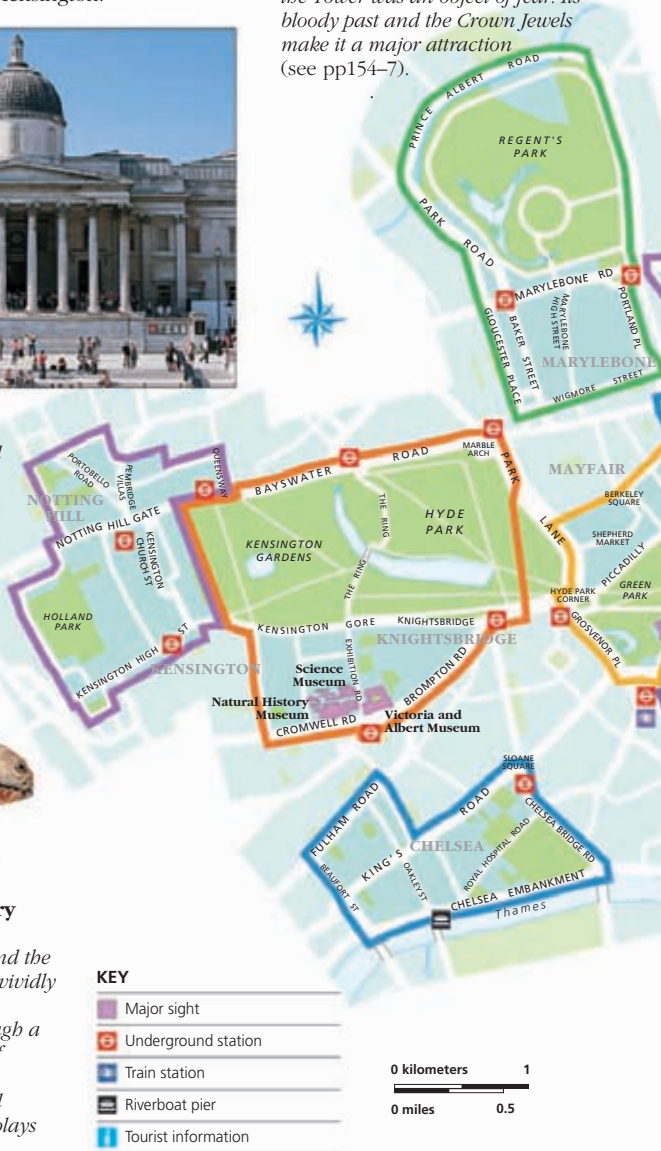 Kensington.
the Tower was an object of fear. Its
bloody past and the Crown Jewels
make it a major attraction
(see pp154–7).
PRINCE ALBERT ROAD
REGENT'S
PARK
PARK ROAD
MARYLEBONE RD
MARYLEBONE
HIGH STREET
PORTLAND PL
GLOUCESTER PLACE
BAKER STREET
MARYLEBONE
WIGMORE STREET
QUEENSWAY
PORTOBELLO
ROAD
PEMBRIDGE
VILLAS
NOTTING
HILL
NOTTING HILL GATE
KENSINGTON
CHURCH ST
HOLLAND
PARK
KENSINGTON HIGH ST
KENSINGTON
BAYSWATER ROAD
MARBLE
ARCH
PARK LANE
THE RING
HYDE
PARK
KENSINGTON
GARDENS
THE RING
KENSINGTON GORE
KNIGHTSBRIDGE
KNIGHTSBRIDGE
EXHIBITION RD
BROMPTON RD
Science
Museum
Natural History
Museum
CROMWELL RD
Victoria and
Albert Museum
MAYFAIR
BERKELEY
SQUARE
SHEPHERD
MARKET
PICCADILLY
GREEN
PARK
HYDE PARK
CORNER
GROSVENOR PL
SLOANE
SQUARE
FULHAM ROAD
KING'S ROAD
CHELSEA
BEAUFORT ST
OAKLEY ST
ROYAL HOSPITAL ROAD
CHELSEA BRIDGE RD
CHELSEA EMBANKMENT
Thames
ry
nd the
vividly
ugh a
f
plays
KEY
Major sight
Underground station
Train station
Riverboat pier
Tourist information
0 kilometers 1
0 miles 0.5